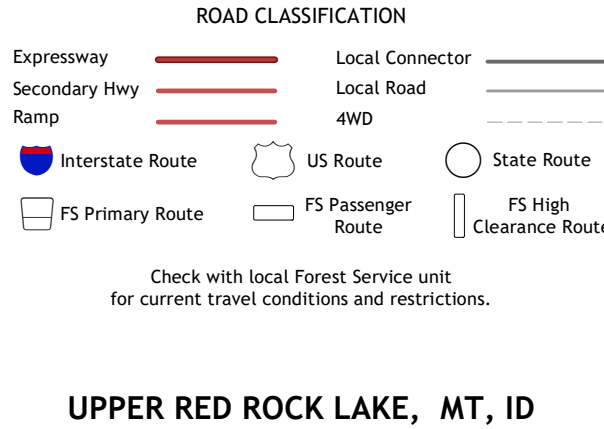 ROAD CLASSIFICATION
Expressway
Local Connector
Secondary Hwy
Local Road
Ramp
4WD
Interstate Route
US Route
State Route
FS Primary Route
FS Passenger
Route
FS High
Clearance Route
Check with local Forest Service unit
for current travel conditions and restrictions.
UPPER RED ROCK LAKE, MT, ID